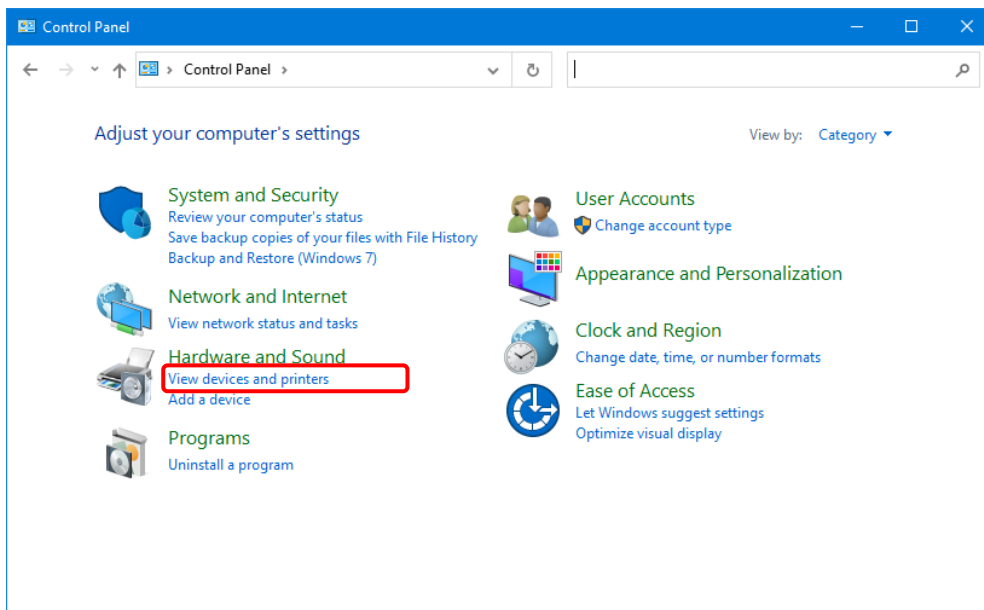 Control Panel
Control Panel
Adjust your computer's settings
View by: Category
System and Security
Review your computer's status
Save backup copies of your files with File History
Backup and Restore (Windows 7)
Network and Internet
View network status and tasks
Hardware and Sound
View devices and printers
Add a device
Programs
Uninstall a program
User Accounts
Change account type
Appearance and Personalization
Clock and Region
Change date, time, or number formats
Ease of Access
Let Windows suggest settings
Optimize visual display